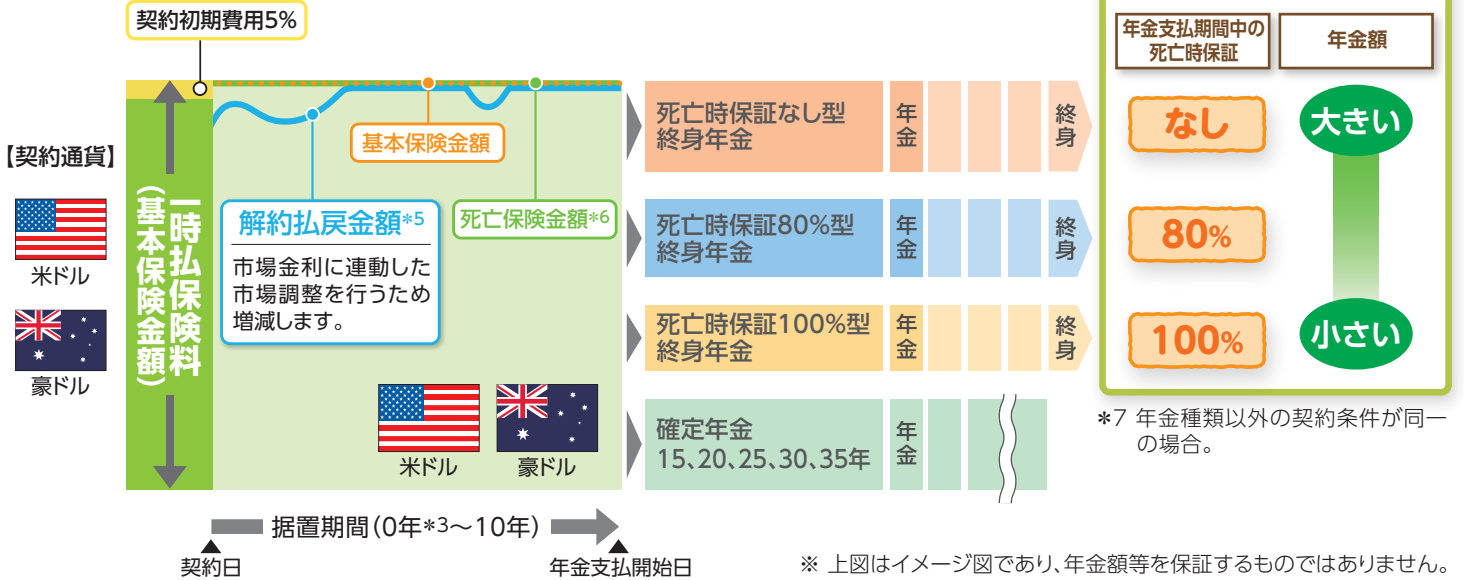 契約初期費用5%
【契約通貨】
米ドル
豪ドル
一時払保険料
(基本保険金額)
基本保険金額
解約払戻金額*5
市場金利に連動した
市場調整を行うため
増減します。
死亡保険金額*6
米ドル
豪ドル
死亡時保証なし型
終身年金
年金
終身
死亡時保証80%型
終身年金
年金
終身
死亡時保証100%型
終身年金
年金
終身
確定年金
15、20、25、30、35年
年金
年金支払期間中の
死亡時保証
年金額
なし
大きい
80%
100%
小さい
*7 年金種類以外の契約条件が同一
の場合。
据置期間(0年*3～10年)
契約日
年金支払開始日
※ 上図はイメージ図であり、年金額等を保証するものではありません。